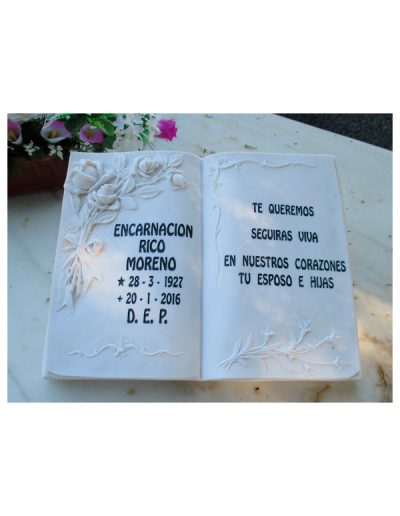 ENCARNACION
RICO
MORENO
★ 28 - 3 - 1927
+ 20 - 1 - 2016
D. E. P.
TE QUEREMOS
SEGUIRAS VIVA
EN NUESTROS CORAZONES
TU ESPOSO E HIJAS